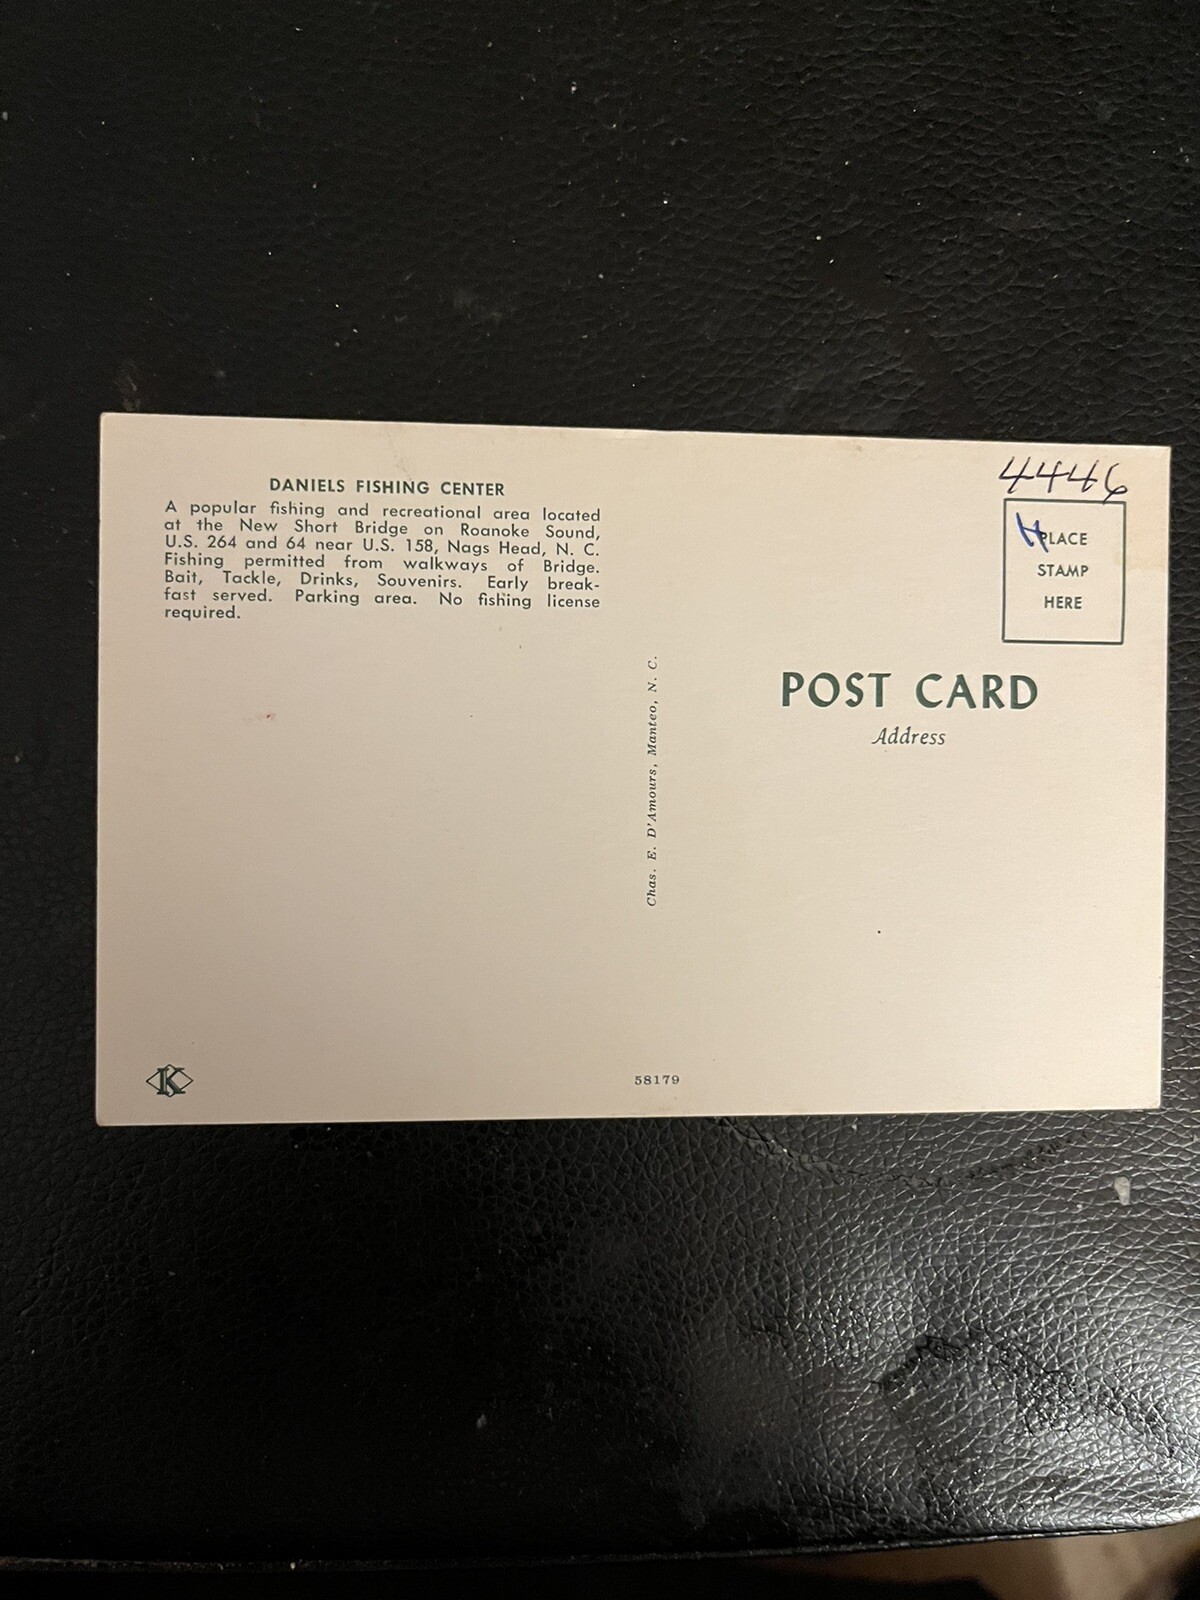 DANIELS FISHING CENTER
A popular fishing and recreational area located
at the New Short Bridge on Roanoke Sound,
U.S. 264 and 64 near U.S. 158, Nags Head, N. C.
Fishing permitted from walkways of Bridge.
Bait, Tackle, Drinks, Souvenirs. Early break-
fast served. Parking area. No fishing license
required.
Chas. E. D'Amours, Manteo, N. C.
4446
PLACE
STAMP
HERE
POST CARD
Address
K
58179